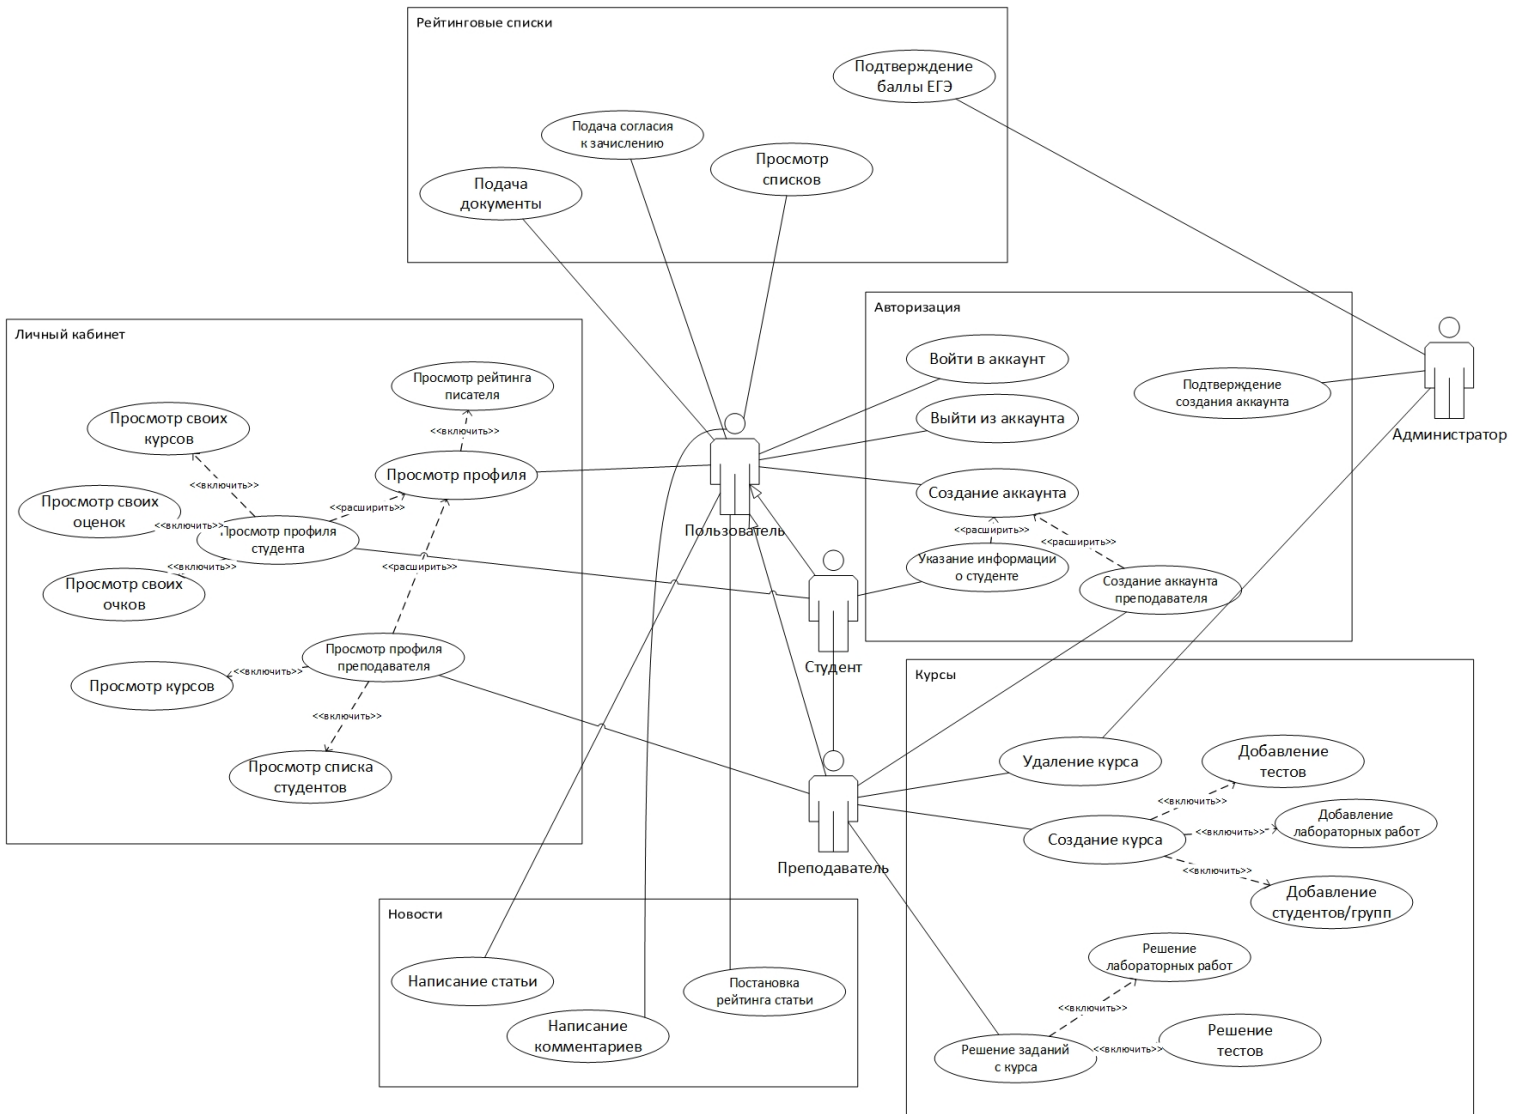 Рейтинговые списки
Подтверждение
баллы ЕГЭ
Подача согласия
к зачислению
Просмотр
списков
Подача
документы
Авторизация
Войти в аккаунт
Выйти из аккаунта
Подтверждение
создания аккаунта
Администратор
Создание аккаунта
<<расширить>>
<<расширить>>
Указание информации
о студенте
Создание аккаунта
преподавателя
Личный кабинет
Просмотр рейтинга
писателя
<<включить>>
Просмотр своих
курсов
Просмотр профиля
<<включить>>
<<расширить>>
Просмотр своих
оценок
<<включить>>
Просмотр профиля
студента
<<включить>>
<<расширить>>
Просмотр своих
очков
Просмотр профиля
преподавателя
<<включить>>
Просмотр курсов
<<включить>>
Просмотр списка
студентов
Пользователь
Студент
Преподаватель
Курсы
Удаление курса
Добавление
тестов
<<включить>>
Добавление
лабораторных работ
<<включить>>
Создание курса
<<включить>>
Добавление
студентов/групп
Решение
лабораторных работ
<<включить>>
Решение
тестов
<<включить>>
Решение заданий
с курса
Новости
Написание статьи
Постановка
рейтинга статьи
Написание
комментариев